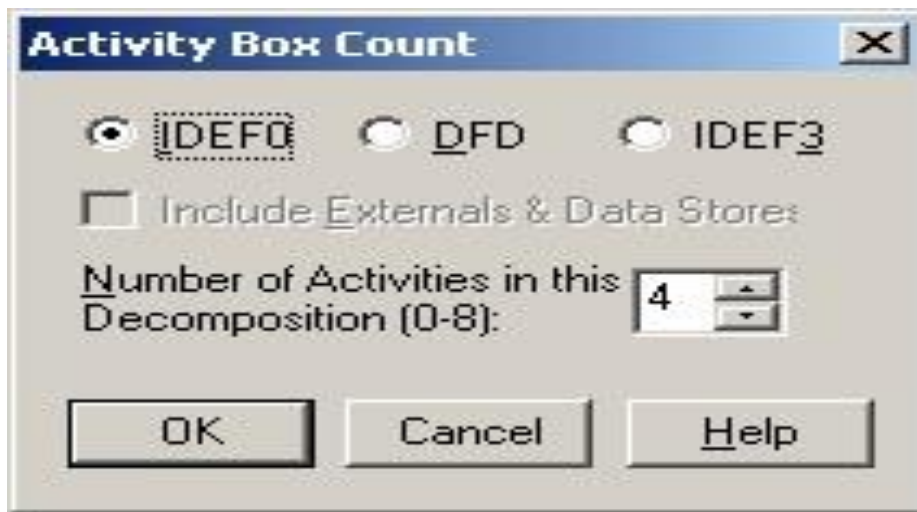 Activity Box Count
IDEF0 DFD IDEF3
Include Externals & Data Stores
Number of Activities in this
Decomposition (0-8):
4
OK Cancel Help